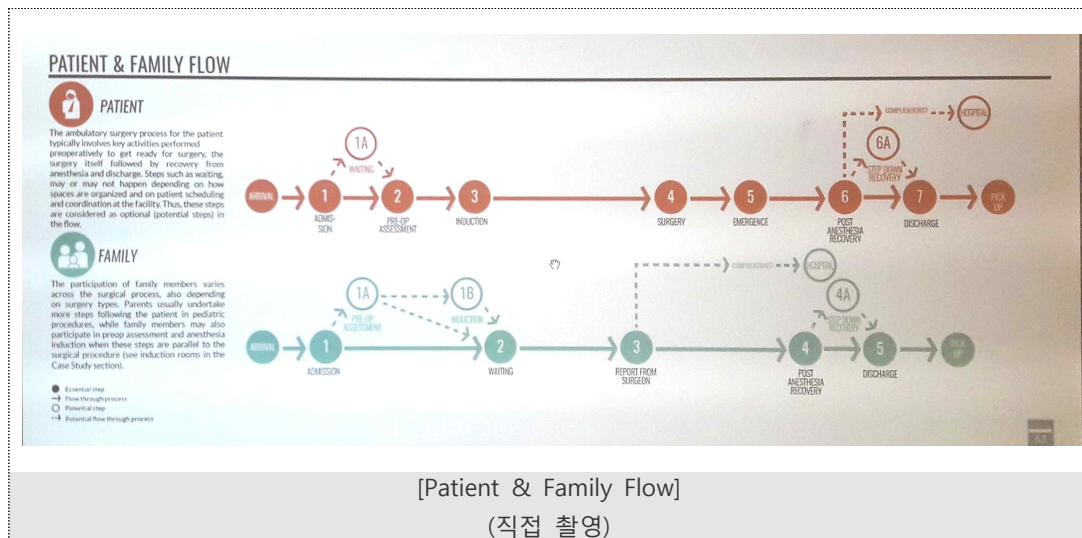 PATIENT & FAMILY FLOW
PATIENT
The ambulatory surgery process for the patient
typically involves key activities performed
preoperatively to get ready for surgery, the
surgery itself followed by recovery from
anesthesia and discharge. Steps such as waiting,
may or may not happen depending on how
spaces are organized and on patient scheduling
and coordination at the facility. Thus, these steps
are considered as optional (potential steps) in
the flow.
ARRIVAL
1
ADMIS-
SION
1A
WAITING
2
PRE-OP
ASSESSMENT
3
INDUCTION
4
SURGERY
5
EMERGENCE
6
POST
ANESTHESIA
RECOVERY
COMPLICATIONS?
HOSPITAL
6A
STEP DOWN
RECOVERY
7
DISCHARGE
PICK
UP
FAMILY
The participation of family members varies
across the surgical process, also depending
on surgery types. Parents usually undertake
more steps following the patient in pediatric
procedures, while family members may also
participate in preop assessment and anesthesia
induction when these steps are parallel to the
surgical procedure (see induction rooms in the
Case Study section).
ARRIVAL
1
ADMISSION
1A
PRE-OP
ASSESSMENT
1B
INDUCTION
2
WAITING
3
REPORT FROM
SURGEON
COMPLICATIONS?
HOSPITAL
4
POST
ANESTHESIA
RECOVERY
4A
STEP DOWN
RECOVERY
5
DISCHARGE
PICK
UP
Essential step
Flow through process
Potential step
Potential flow through process
63
[Patient & Family Flow]
(직접 촬영)